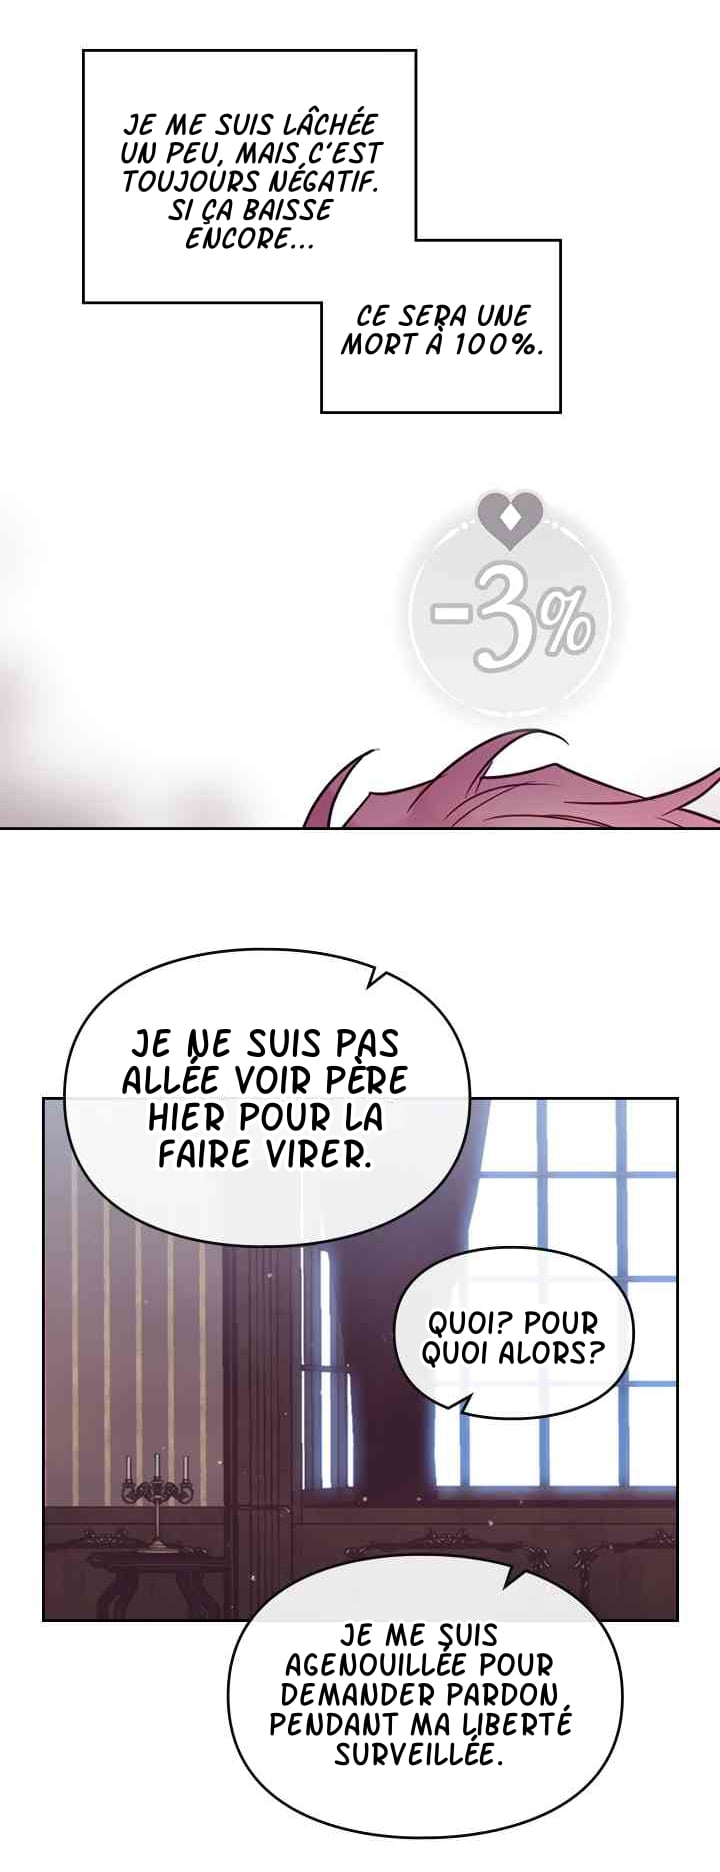 JE ME SUIS LÂCHÉE
UN PEU, MAIS C'EST
TOUJOURS NÉGATIF.
SI ÇA BAISSE
ENCORE...
CE SERA UNE
MORT À 100%.
-3%
JE NE SUIS PAS
ALLÉE VOIR PÈRE
HIER POUR LA
FAIRE VIRER.
QUOI? POUR
QUOI ALORS?
JE ME SUIS
AGENOUILLÉE POUR
DEMANDER PARDON
PENDANT MA LIBERTÉ
SURVEILLÉE.